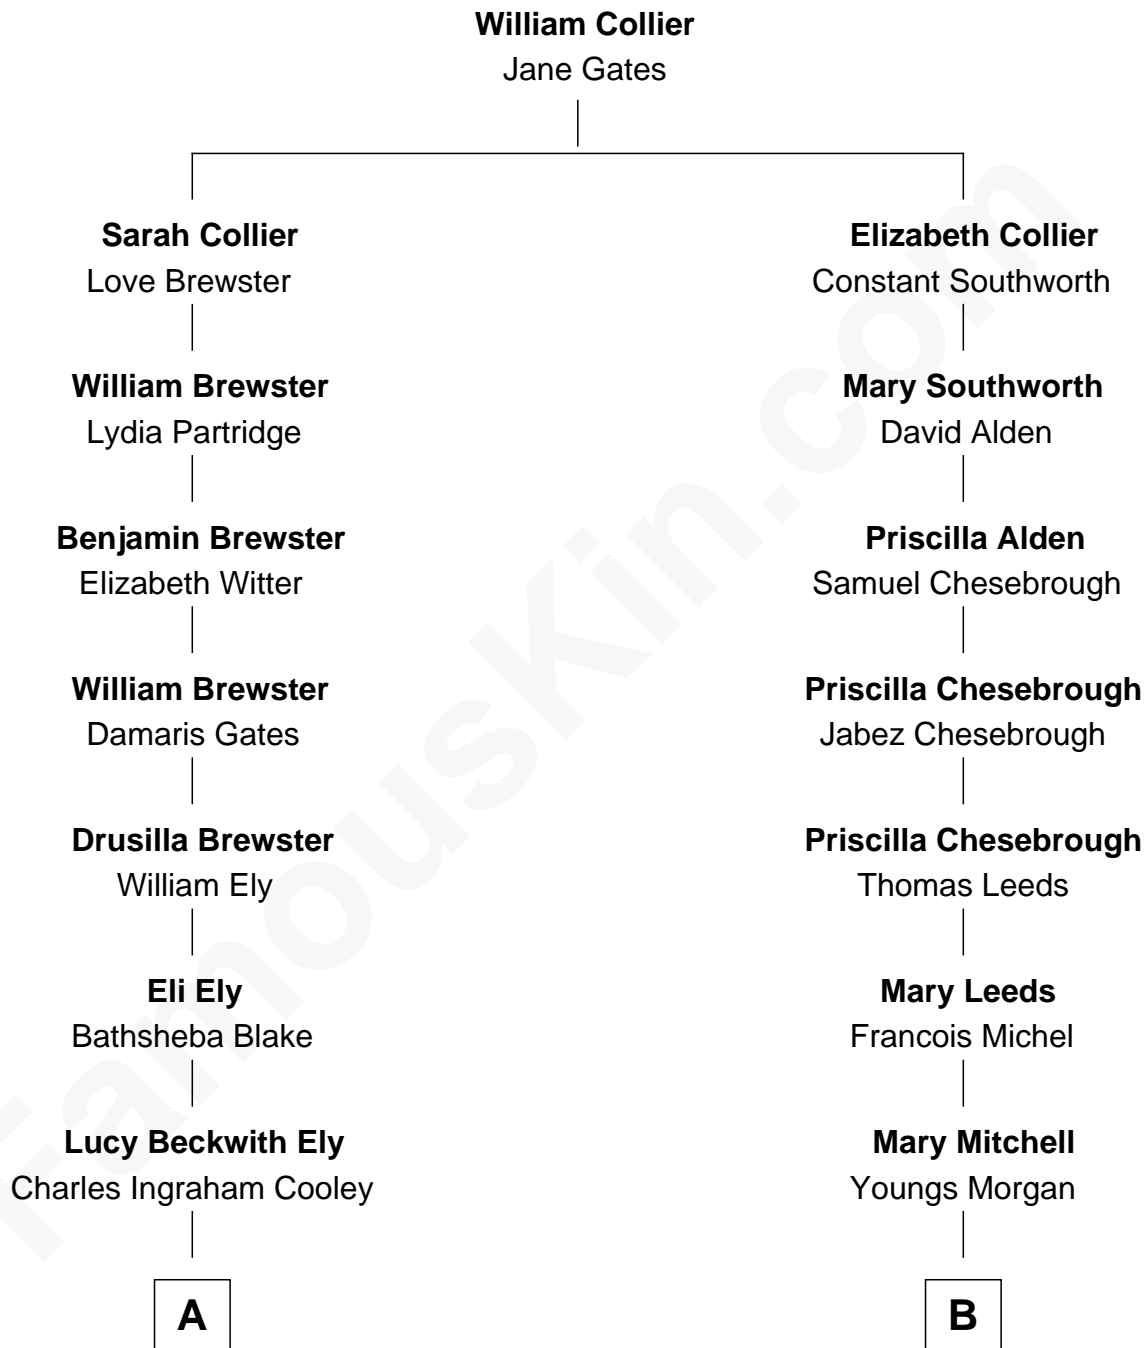 William Collier
Jane Gates
Sarah Collier
Love Brewster
Elizabeth Collier
Constant Southworth
William Brewster
Lydia Partridge
Mary Southworth
David Alden
Benjamin Brewster
Elizabeth Witter
Priscilla Alden
Samuel Chesebrough
William Brewster
Damaris Gates
Priscilla Chesebrough
Jabez Chesebrough
Drusilla Brewster
William Ely
Priscilla Chesebrough
Thomas Leeds
Eli Ely
Bathsheba Blake
Mary Leeds
Francois Michel
Lucy Beckwith Ely
Charles Ingraham Cooley
Mary Mitchell
Youngs Morgan
A
B
FamousKin.com